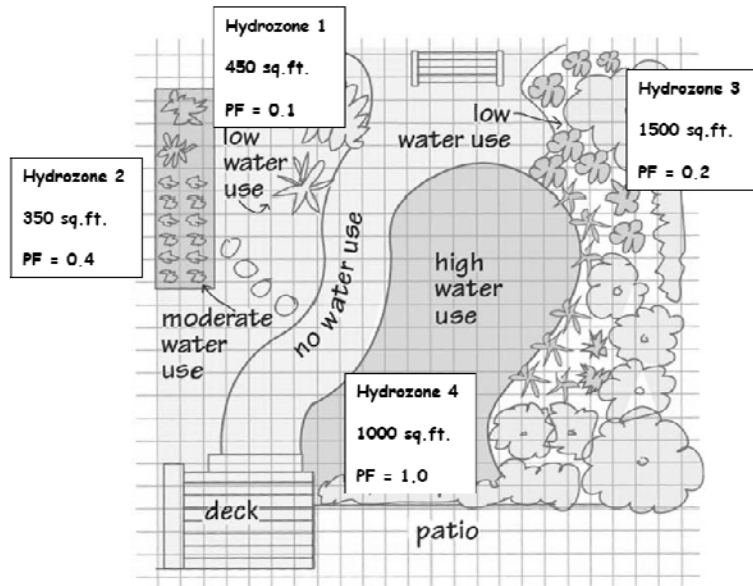 Hydrozone 1
450 sq.ft.
PF = 0.1
low
water
use
low
water use
Hydrozone 3
1500 sq.ft.
PF = 0.2
Hydrozone 2
350 sq.ft.
PF = 0.4
moderate
water
use
no water use
high
water
use
Hydrozone 4
1000 sq.ft.
PF = 1.0
deck
patio